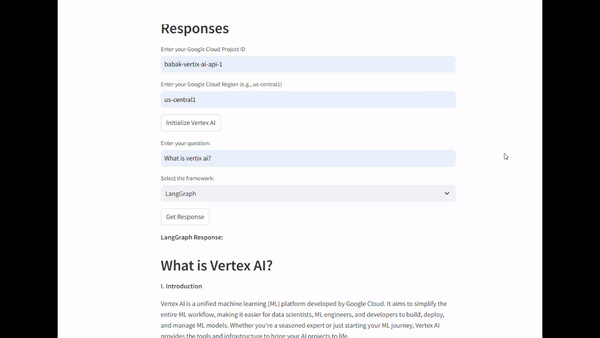 Responses
Enter your Google Cloud Project ID
babak-vertix-ai-api-1
Enter your Google Cloud Region (e.g., us-central1)
us-central1
Initialize Vertex AI
Enter your question:
What is vertix ai?
Select the framework:
LangGraph
Get Response
LangGraph Response:
What is Vertex AI?
I. Introduction
Vertex AI is a unified machine learning (ML) platform developed by Google Cloud. It aims to simplify the
entire ML workflow, making it easier for data scientists, ML engineers, and developers to build, deploy,
and manage ML models. Whether you're a seasoned expert or just starting your ML journey, Vertex AI
provides the tools and infrastructure to bring your AI projects to life.